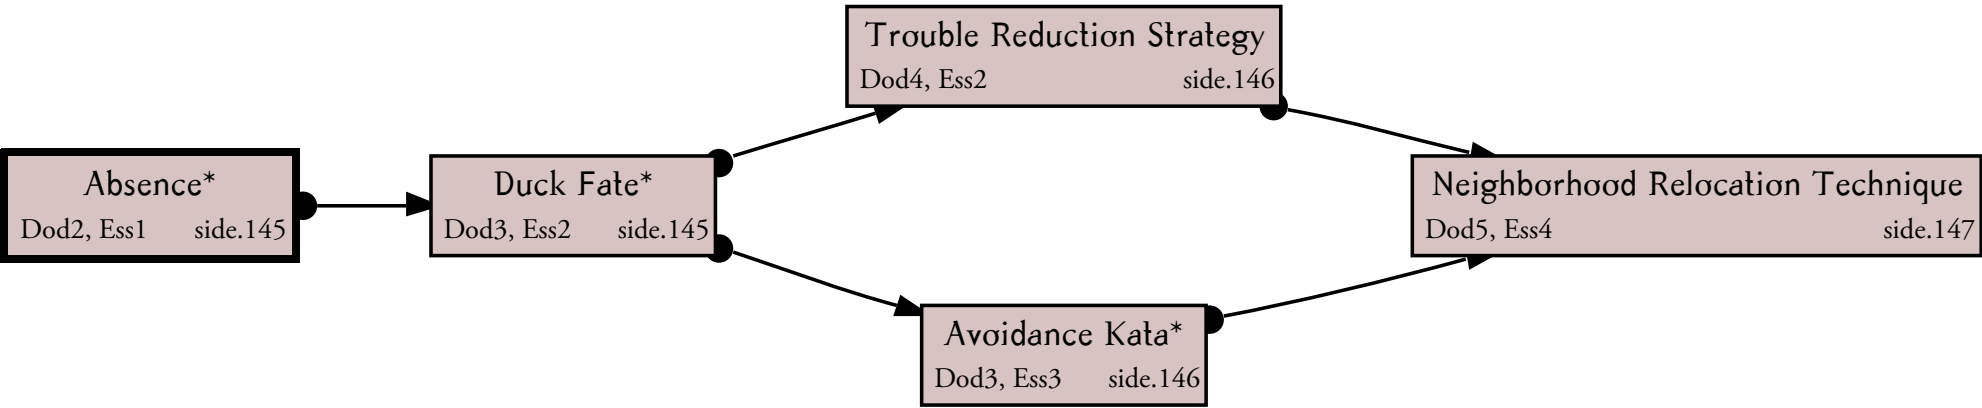 Trouble Reduction Strategy
Dod4, Ess2 side.146
Absence*
Dod2, Ess1 side.145
Duck Fate*
Dod3, Ess2 side.145
Neighborhood Relocation Technique
Dod5, Ess4 side.147
Avoidance Kata*
Dod3, Ess3 side.146